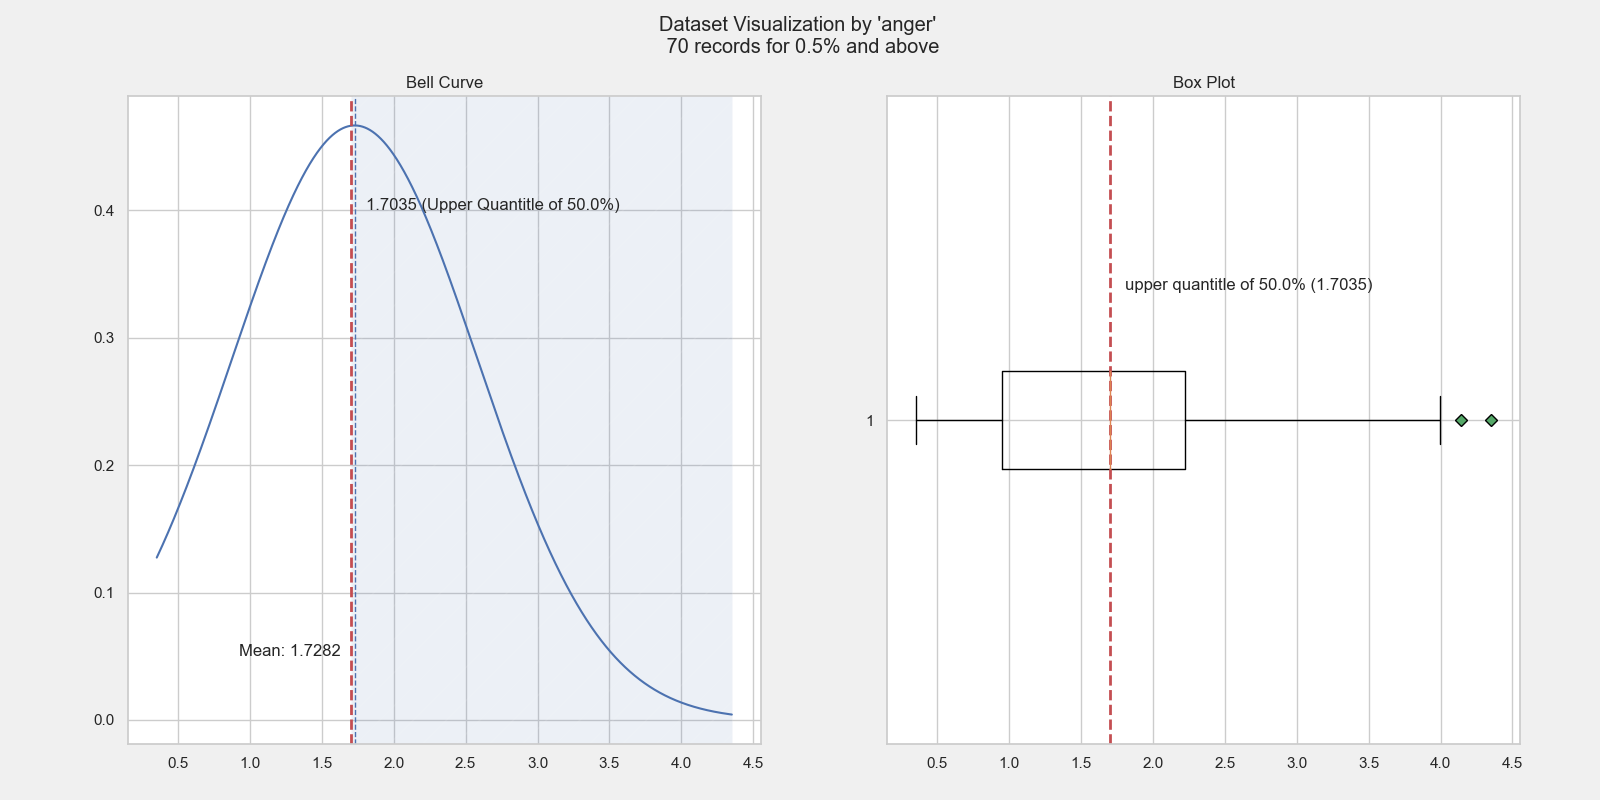 Dataset Visualization by 'anger'
70 records for 0.5% and above
Bell Curve
0.4
0.3
0.2
0.1
0.0
1.7035 (Upper Quantitle of 50.0%)
Mean: 1.7282
0.5 1.0 1.5 2.0 2.5 3.0 3.5 4.0 4.5
Box Plot
upper quantitle of 50.0% (1.7035)
1
0.5 1.0 1.5 2.0 2.5 3.0 3.5 4.0 4.5